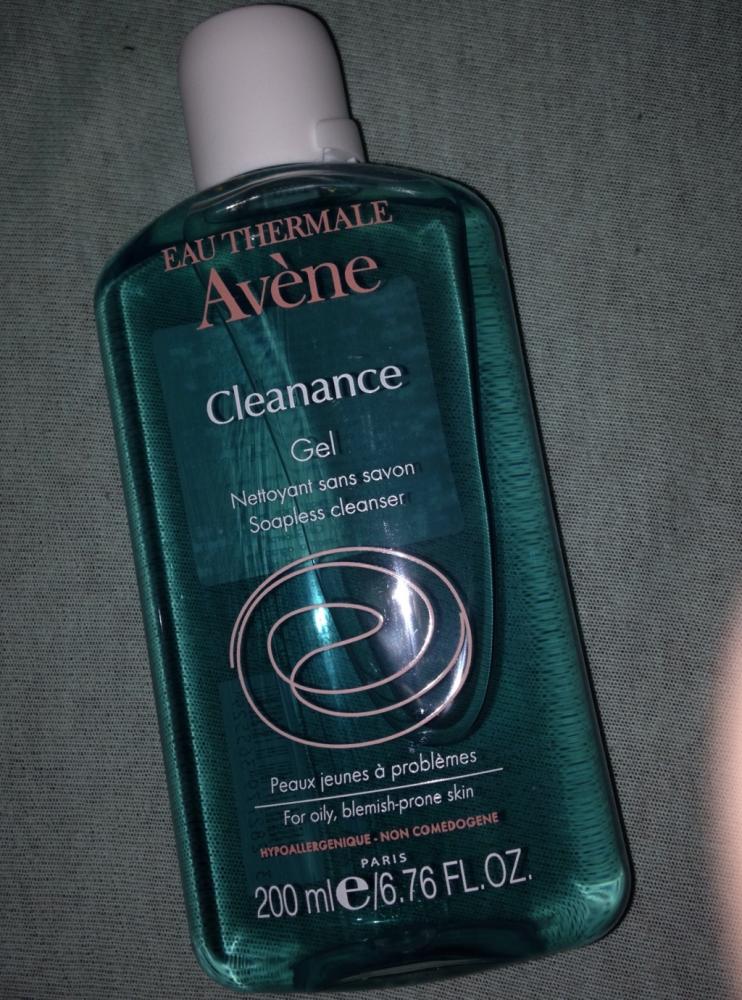 EAU THERMALE
Avène
Cleanance
Gel
Nettoyant sans savon
Soapless cleanser
Peaux jeunes à problèmes
For oily, blemish-prone skin
HYPOALLERGENIQUE - NON COMEDOGENE
PARIS
200 ml e/6.76 FL.OZ.